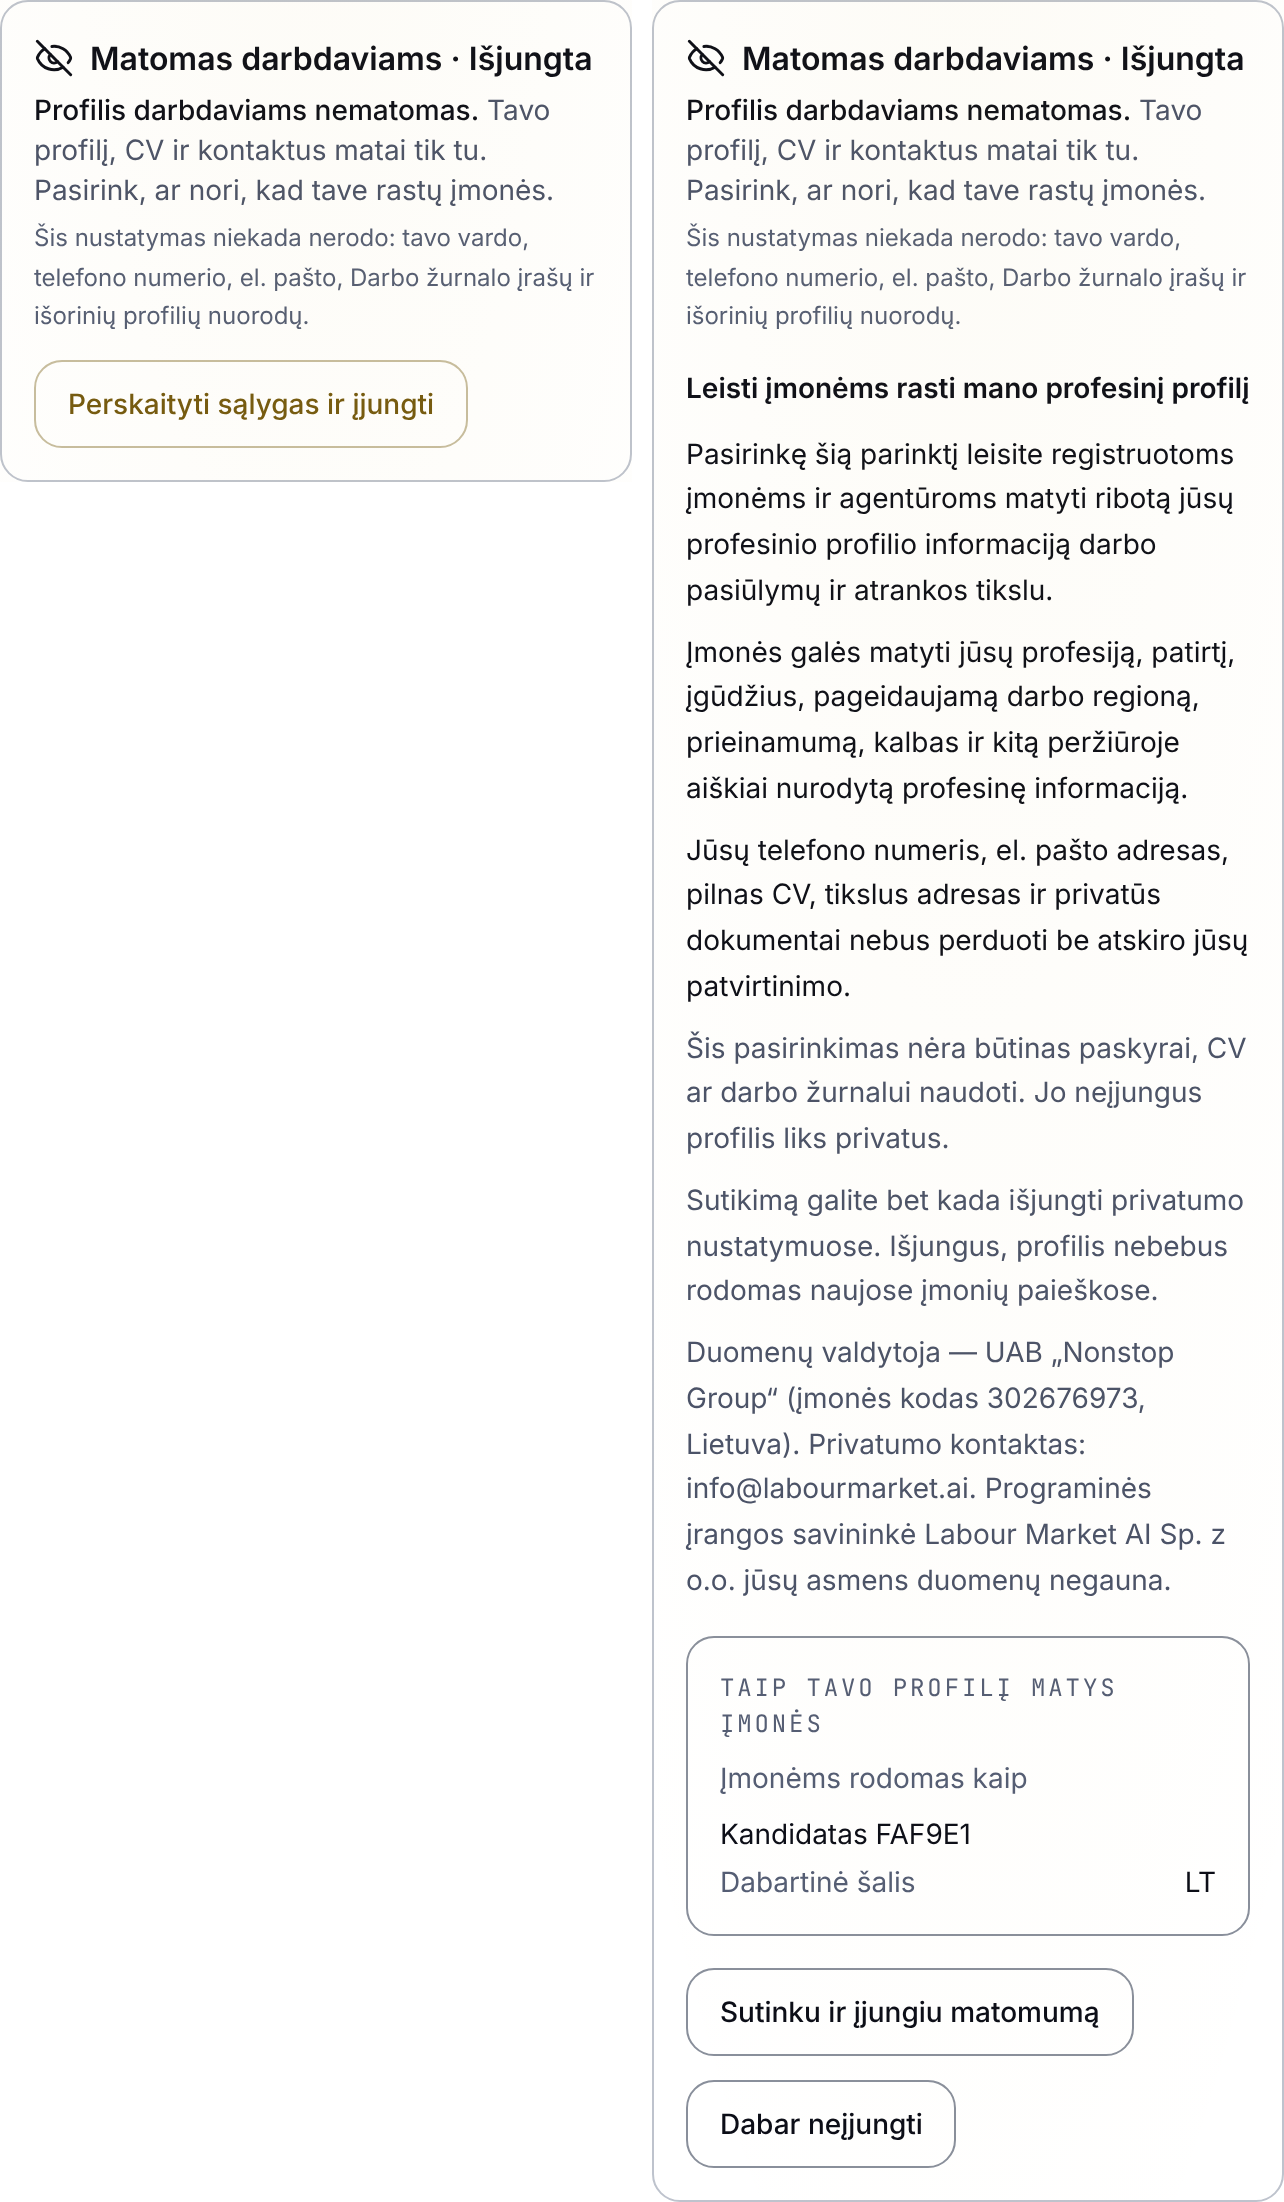 Matomas darbdaviams · Išjungta
Profilis darbdaviams nematomas. Tavo
profilį, CV ir kontaktus matai tik tu.
Pasirink, ar nori, kad tave rastų įmonės.
Šis nustatymas niekada nerodo: tavo vardo,
telefono numerio, el. pašto, Darbo žurnalo įrašų ir
išorinių profilių nuorodų.
Perskaityti sąlygas ir įjungti
Matomas darbdaviams · Išjungta
Profilis darbdaviams nematomas. Tavo
profilį, CV ir kontaktus matai tik tu.
Pasirink, ar nori, kad tave rastų įmonės.
Šis nustatymas niekada nerodo: tavo vardo,
telefono numerio, el. pašto, Darbo žurnalo įrašų ir
išorinių profilių nuorodų.
Leisti įmonėms rasti mano profesinį profilį
Pasirinkę šią parinktį leisite registruotoms
įmonėms ir agentūroms matyti ribotą jūsų
profesinio profilio informaciją darbo
pasiūlymų ir atrankos tikslu.
Įmonės galės matyti jūsų profesiją, patirtį,
įgūdžius, pageidaujamą darbo regioną,
prieinamumą, kalbas ir kitą peržiūroje
aiškiai nurodytą profesinę informaciją.
Jūsų telefono numeris, el. pašto adresas,
pilnas CV, tikslus adresas ir privatūs
dokumentai nebus perduoti be atskiro jūsų
patvirtinimo.
Šis pasirinkimas nėra būtinas paskyrai, CV
ar darbo žurnalui naudoti. Jo neįjungus
profilis liks privatus.
Sutikimą galite bet kada išjungti privatumo
nustatymuose. Išjungus, profilis nebebus
rodomas naujose įmonių paieškose.
Duomenų valdytoja — UAB „Nonstop
Group“ (įmonės kodas 302676973,
Lietuva). Privatumo kontaktas:
info@labourmarket.ai. Programinės
įrangos savininkė Labour Market AI Sp. z
o.o. jūsų asmens duomenų negauna.
TAIP TAVO PROFILĮ MATYS
ĮMONĖS
Įmonėms rodomas kaip
Kandidatas FAF9E1
Dabartinė šalis LT
Sutinku ir įjungiu matomumą
Dabar neįjungti